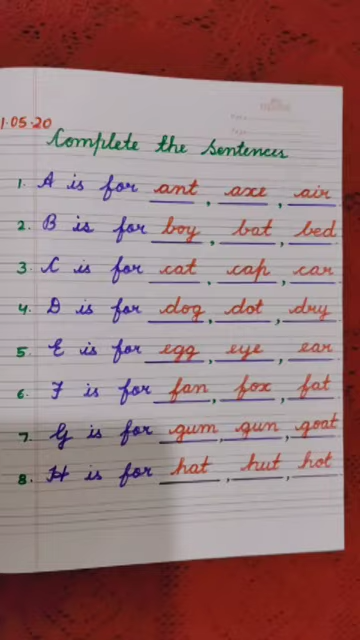 1.05.20
Complete the sentences
1. A is for ant, axe, air
2. B is for boy, bat, bed
3. C is for cat, cap, car
4. D is for dog, dot, dry
5. E is for egg, eye, ear
6. F is for fan, fox, fat
7. G is for gum, gun, goat
8. H is for hat, hut, hot